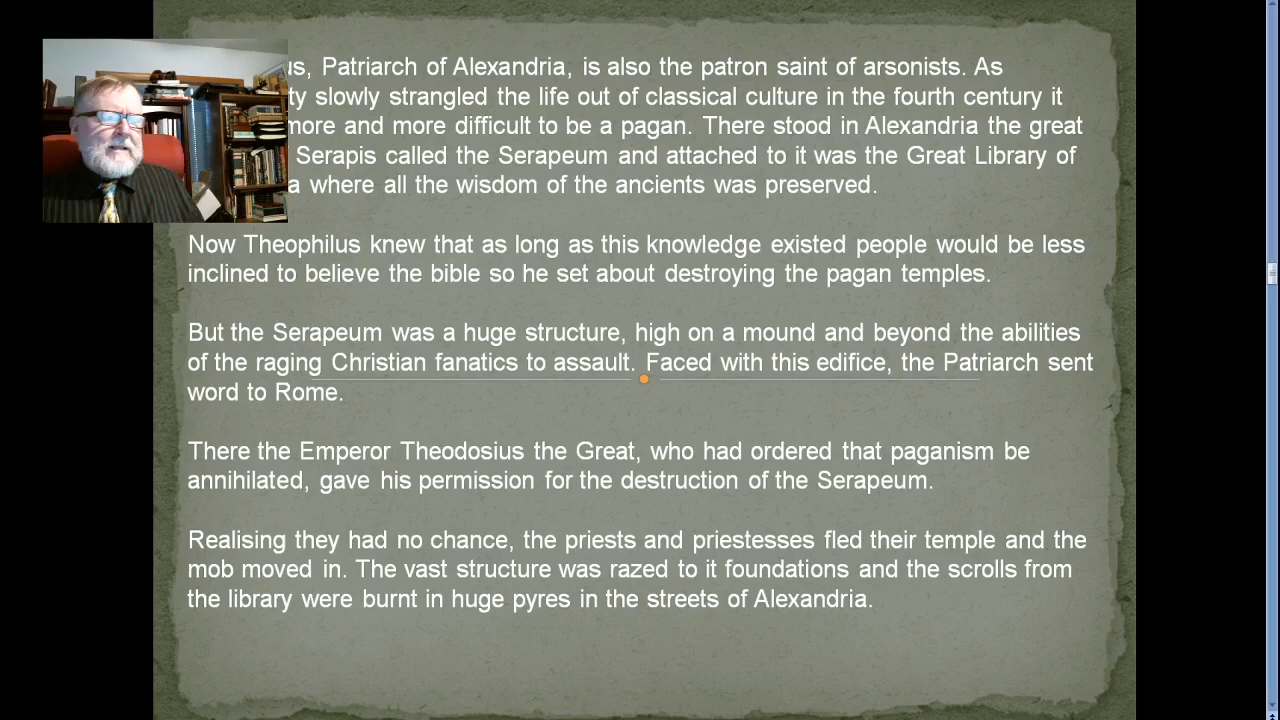 us, Patriarch of Alexandria, is also the patron saint of arsonists. As
ty slowly strangled the life out of classical culture in the fourth century it
more and more difficult to be a pagan. There stood in Alexandria the great
Serapis called the Serapeum and attached to it was the Great Library of
a where all the wisdom of the ancients was preserved.
Now Theophilus knew that as long as this knowledge existed people would be less
inclined to believe the bible so he set about destroying the pagan temples.
But the Serapeum was a huge structure, high on a mound and beyond the abilities
of the raging Christian fanatics to assault. Faced with this edifice, the Patriarch sent
word to Rome.
There the Emperor Theodosius the Great, who had ordered that paganism be
annihilated, gave his permission for the destruction of the Serapeum.
Realising they had no chance, the priests and priestesses fled their temple and the
mob moved in. The vast structure was razed to it foundations and the scrolls from
the library were burnt in huge pyres in the streets of Alexandria.